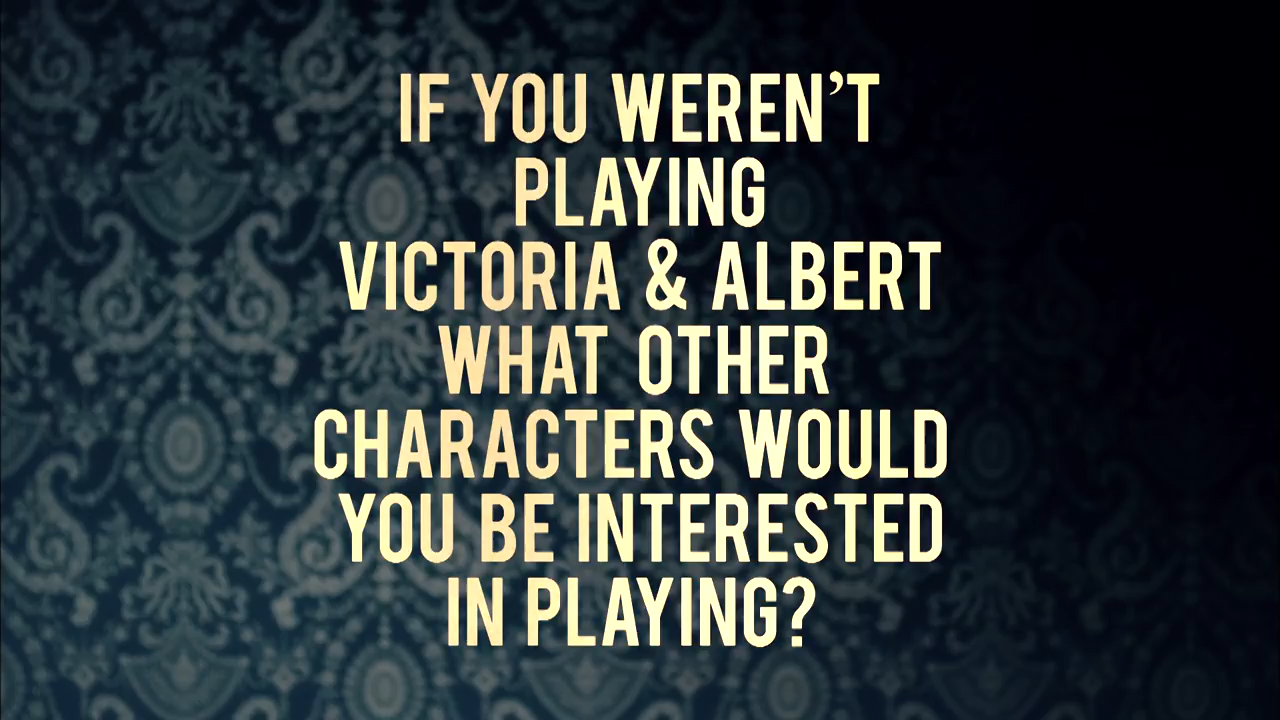 IF YOU WEREN'T
PLAYING
VICTORIA & ALBERT
WHAT OTHER
CHARACTERS WOULD
YOU BE INTERESTED
IN PLAYING?